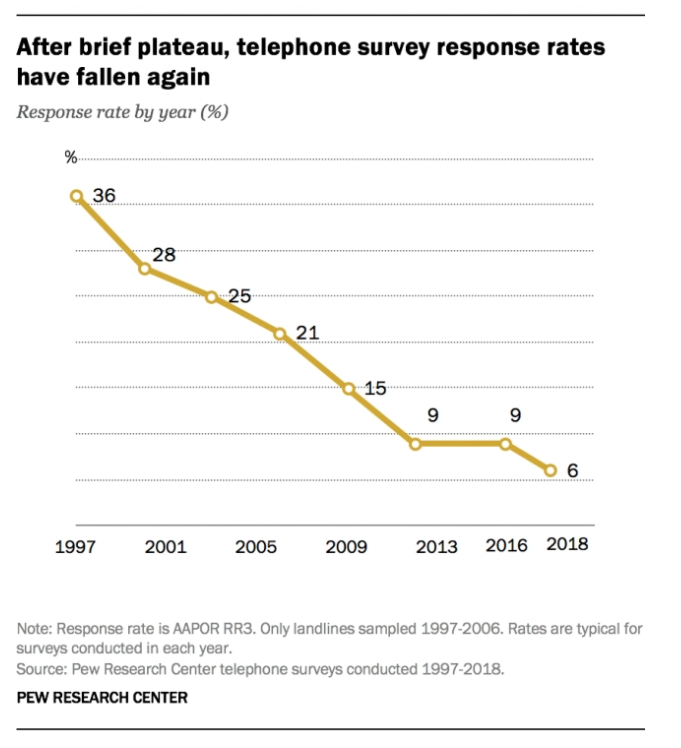 After brief plateau, telephone survey response rates
have fallen again
Response rate by year (%)
%
36
28
25
21
15
9
9
6
1997
2001
2005
2009
2013
2016
2018
Note: Response rate is AAPOR RR3. Only landlines sampled 1997-2006. Rates are typical for
surveys conducted in each year.
Source: Pew Research Center telephone surveys conducted 1997-2018.
PEW RESEARCH CENTER